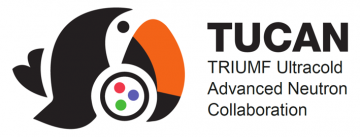 TUCAN
TRIUMF Ultracold
Advanced Neutron
Collaboration